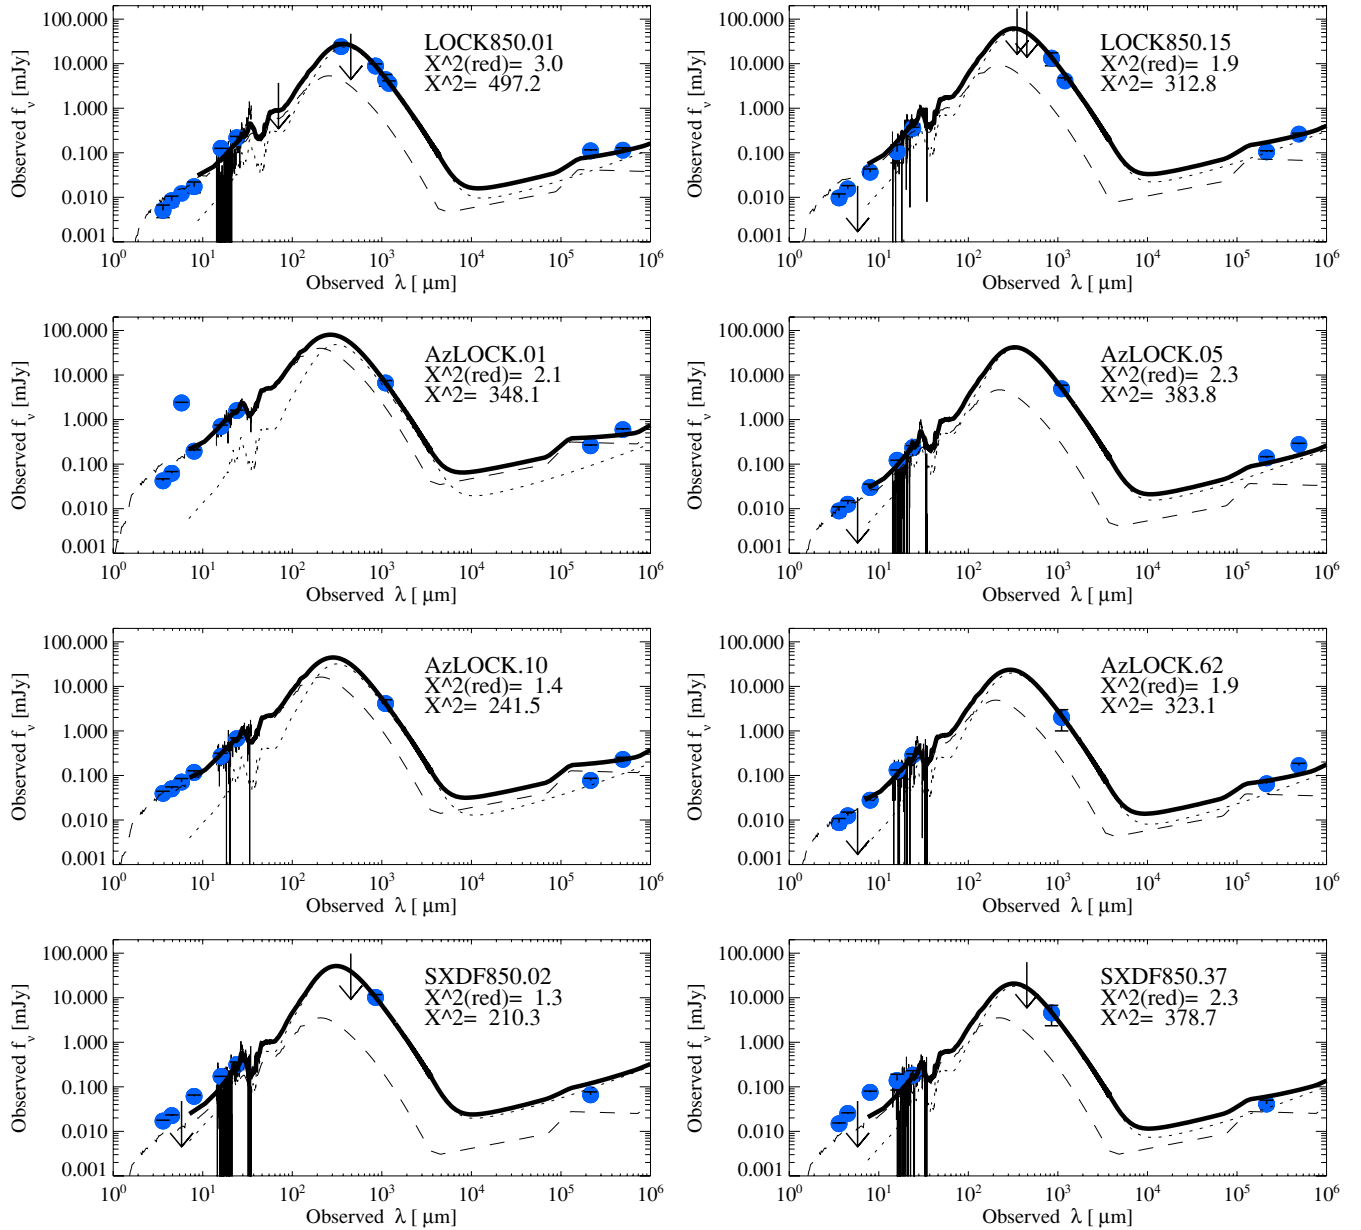 100.000
10.000
1.000
0.100
0.010
0.001
Observed f_ν [mJy]
LOCK850.01
X^2(red)= 3.0
X^2= 497.2
10^0 10^1 10^2 10^3 10^4 10^5 10^6
Observed λ [ μm]
100.000
10.000
1.000
0.100
0.010
0.001
Observed f_ν [mJy]
LOCK850.15
X^2(red)= 1.9
X^2= 312.8
10^0 10^1 10^2 10^3 10^4 10^5 10^6
Observed λ [ μm]
100.000
10.000
1.000
0.100
0.010
0.001
Observed f_ν [mJy]
AzLOCK.01
X^2(red)= 2.1
X^2= 348.1
10^0 10^1 10^2 10^3 10^4 10^5 10^6
Observed λ [ μm]
100.000
10.000
1.000
0.100
0.010
0.001
Observed f_ν [mJy]
AzLOCK.05
X^2(red)= 2.3
X^2= 383.8
10^0 10^1 10^2 10^3 10^4 10^5 10^6
Observed λ [ μm]
100.000
10.000
1.000
0.100
0.010
0.001
Observed f_ν [mJy]
AzLOCK.10
X^2(red)= 1.4
X^2= 241.5
10^0 10^1 10^2 10^3 10^4 10^5 10^6
Observed λ [ μm]
100.000
10.000
1.000
0.100
0.010
0.001
Observed f_ν [mJy]
AzLOCK.62
X^2(red)= 1.9
X^2= 323.1
10^0 10^1 10^2 10^3 10^4 10^5 10^6
Observed λ [ μm]
100.000
10.000
1.000
0.100
0.010
0.001
Observed f_ν [mJy]
SXDF850.02
X^2(red)= 1.3
X^2= 210.3
10^0 10^1 10^2 10^3 10^4 10^5 10^6
Observed λ [ μm]
100.000
10.000
1.000
0.100
0.010
0.001
Observed f_ν [mJy]
SXDF850.37
X^2(red)= 2.3
X^2= 378.7
10^0 10^1 10^2 10^3 10^4 10^5 10^6
Observed λ [ μm]